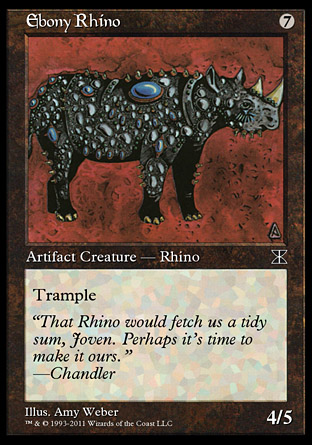 Ebony Rhino 7
Artifact Creature — Rhino
Trample
“That Rhino would fetch us a tidy
sum, Joven. Perhaps it’s time to
make it ours.”
—Chandler
Illus. Amy Weber
™ & © 1993-2011 Wizards of the Coast LLC
4/5